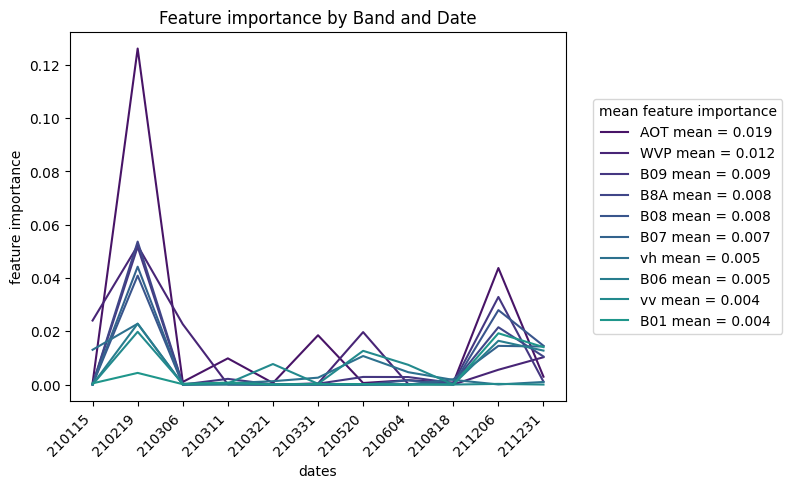 Feature importance by Band and Date
feature importance
0.12
0.10
0.08
0.06
0.04
0.02
0.00
210115
210219
210306
210311
210321
210331
210520
210604
210818
211206
211231
dates
mean feature importance
AOT mean = 0.019
WVP mean = 0.012
B09 mean = 0.009
B8A mean = 0.008
B08 mean = 0.008
B07 mean = 0.007
vh mean = 0.005
B06 mean = 0.005
vv mean = 0.004
B01 mean = 0.004